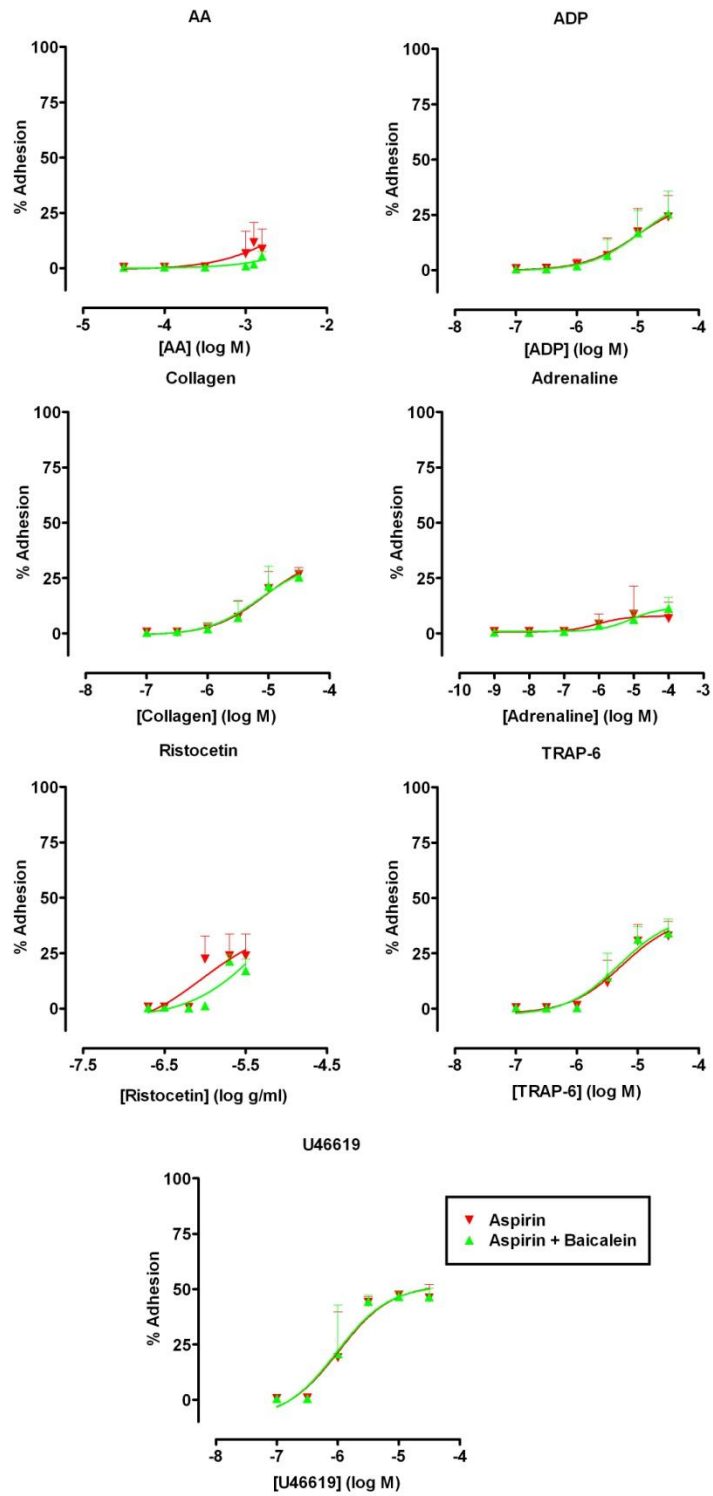 AA
100
75
50
25
0
% Adhesion
-5 -4 -3 -2
[AA] (log M)
ADP
100
75
50
25
0
% Adhesion
-8 -7 -6 -5 -4
[ADP] (log M)
Collagen
100
75
50
25
0
% Adhesion
-8 -7 -6 -5 -4
[Collagen] (log M)
Adrenaline
100
75
50
25
0
% Adhesion
-10 -9 -8 -7 -6 -5 -4 -3
[Adrenaline] (log M)
Ristocetin
100
75
50
25
0
% Adhesion
-7.5 -6.5 -5.5 -4.5
[Ristocetin] (log g/ml)
TRAP-6
100
75
50
25
0
% Adhesion
-8 -7 -6 -5 -4
[TRAP-6] (log M)
U46619
100
75
50
25
0
% Adhesion
-8 -7 -6 -5 -4
[U46619] (log M)
Aspirin
Aspirin + Baicalein